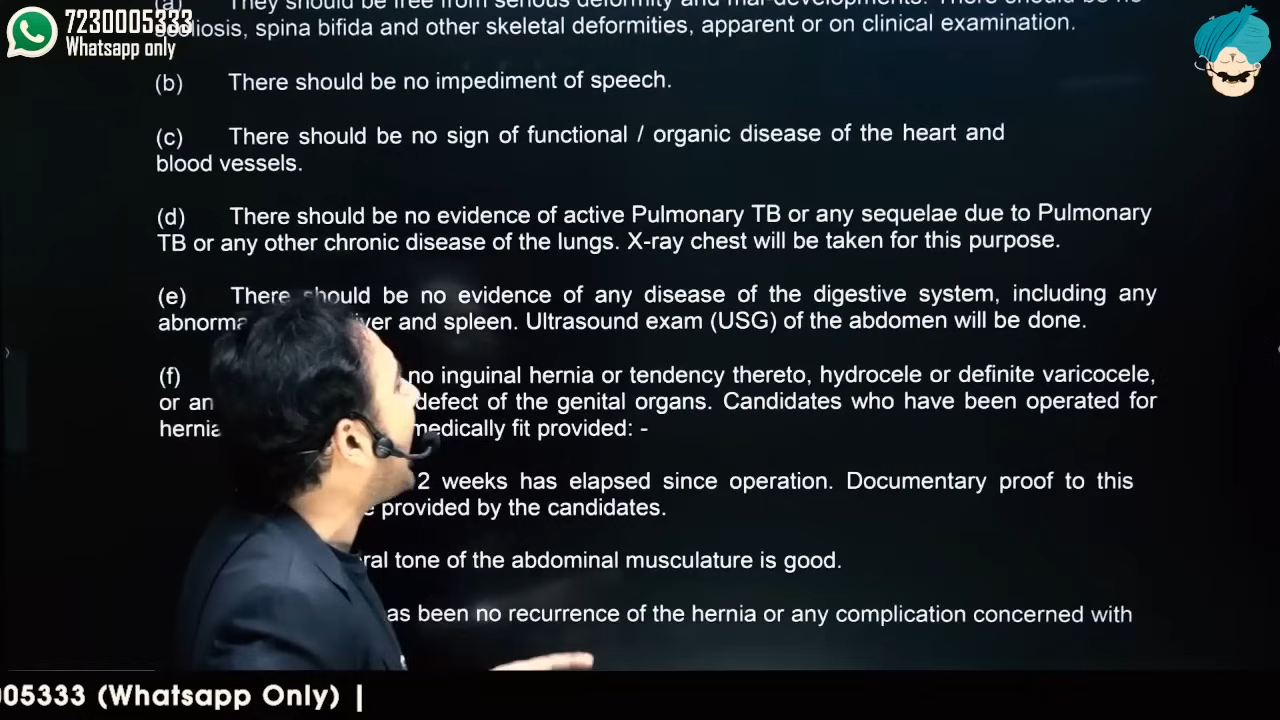 7230005333
Whatsapp only
(a) They should be free from serious deformity and mal-developments. There should be no
scoliosis, spina bifida and other skeletal deformities, apparent or on clinical examination.
(b) There should be no impediment of speech.
(c) There should be no sign of functional / organic disease of the heart and
blood vessels.
(d) There should be no evidence of active Pulmonary TB or any sequelae due to Pulmonary
TB or any other chronic disease of the lungs. X-ray chest will be taken for this purpose.
(e) There should be no evidence of any disease of the digestive system, including any
abnorma iver and spleen. Ultrasound exam (USG) of the abdomen will be done.
(f) no inguinal hernia or tendency thereto, hydrocele or definite varicocele,
or an defect of the genital organs. Candidates who have been operated for
hernia medically fit provided: -
2 weeks has elapsed since operation. Documentary proof to this
e provided by the candidates.
ral tone of the abdominal musculature is good.
as been no recurrence of the hernia or any complication concerned with
005333 (Whatsapp Only) |